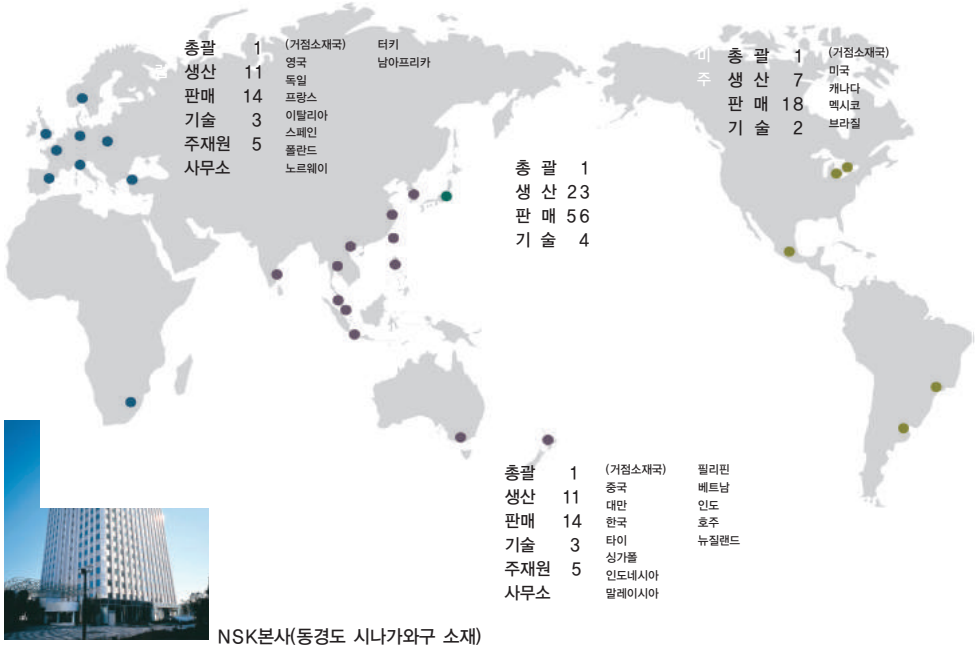 총괄 1
생산 11
판매 14
기술 3
주재원 5
사무소
(거점소재국)
영국
독일
프랑스
이탈리아
스페인
폴란드
노르웨이
터키
남아프리카
총 괄 1
생 산 23
판 매 56
기 술 4
미
주
총 괄 1
생 산 7
판 매 18
기 술 2
(거점소재국)
미국
캐나다
멕시코
브라질
총괄 1
생산 11
판매 14
기술 3
주재원 5
사무소
(거점소재국)
중국
대만
한국
타이
싱가폴
인도네시아
말레이시아
필리핀
베트남
인도
호주
뉴질랜드
NSK본사(동경도 시나가와구 소재)